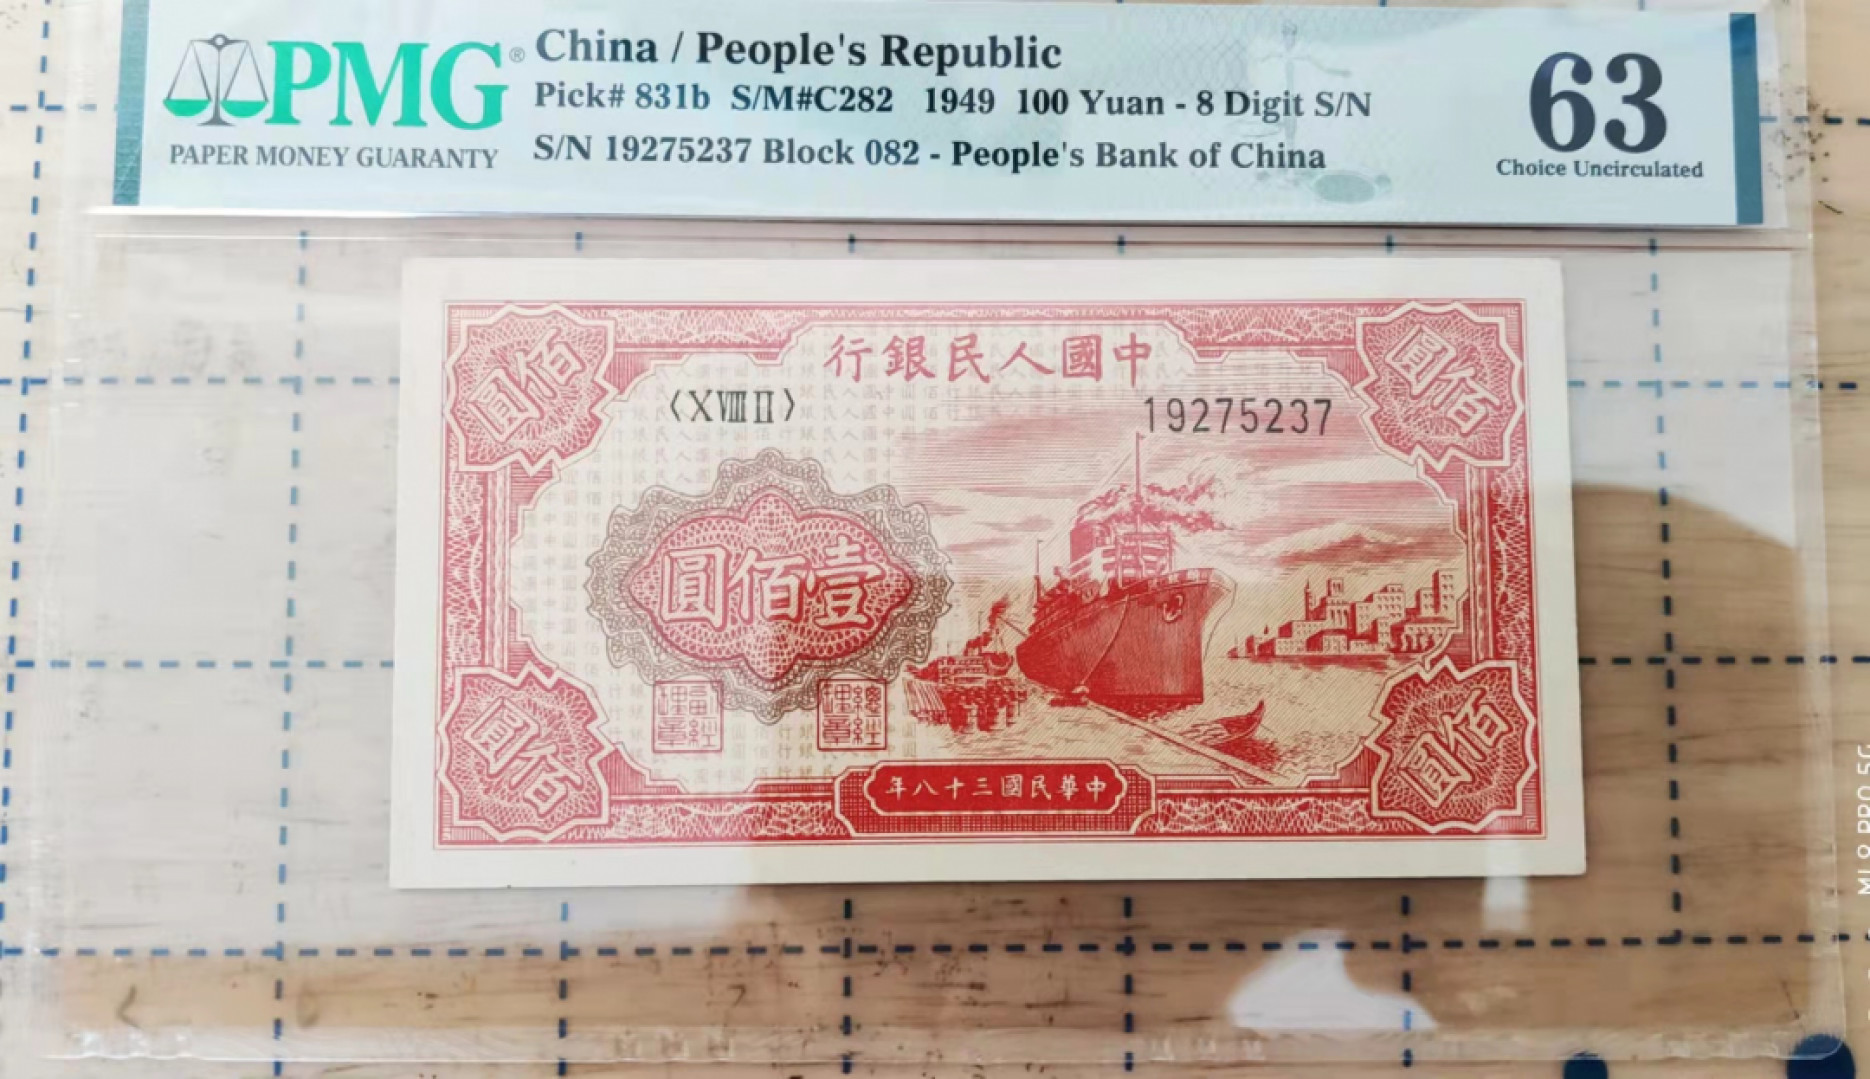 PMG®
PAPER MONEY GUARANTY
China / People's Republic
Pick# 831b S/M#C282 1949 100 Yuan - 8 Digit S/N
S/N 19275237 Block 082 - People's Bank of China
63
Choice Uncirculated
中國人民銀行
〈X Ⅷ Ⅱ〉
19275237
佰圓
佰圓
壹佰圓
副經理章
總經理章
佰圓
佰圓
中華民國三十八年